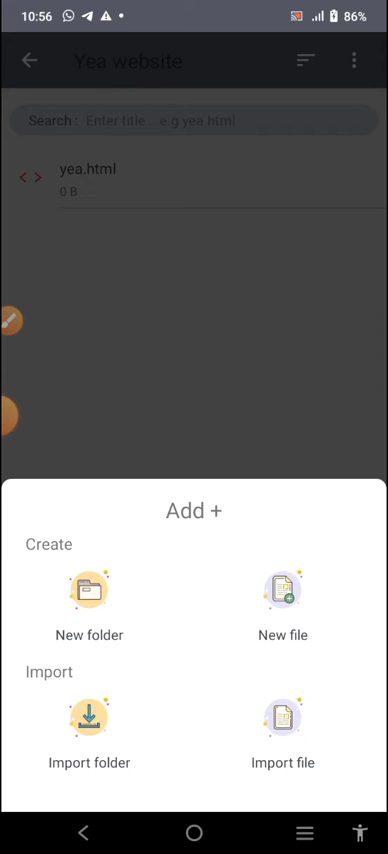 10:56 86%
Yea website
Search : Enter title... e.g yea.html
< > yea.html
0 B
Add +
Create
New folder New file
Import
Import folder Import file